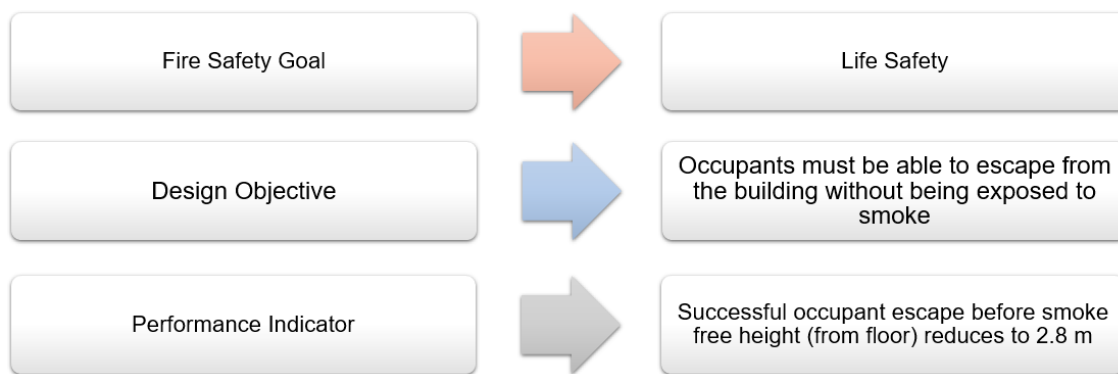 Fire Safety Goal
Life Safety
Design Objective
Occupants must be able to escape from
the building without being exposed to
smoke
Performance Indicator
Successful occupant escape before smoke
free height (from floor) reduces to 2.8 m